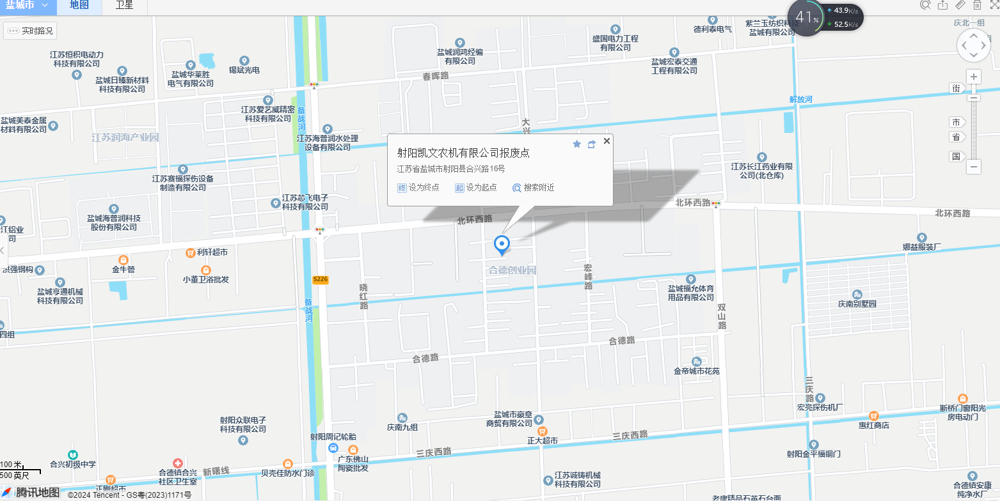 盐城市
地图
卫星
41%
43.9K/s
52.5K/s
实时路况
江苏恒积电动力
科技有限公司
盐城日臻新材料
科技有限公司
盐城华莱胜
电气有限公司
锡斌光电
盐城润鸿经编
有限公司
盛国电力工程
有限公司
德利泰电气
紫兰玉纺织科技
盐城有限公司
庆北一组
组
盐城宏泰交通
工程有限公司
春晖路
街
市
省
国
解放河
江苏爱艺威精密
科技有限公司
备战河
盐城美泰金属
材料有限公司
江苏润海产业园
江苏海普润水处理
设备有限公司
大兴
射阳凯文农机有限公司报废点
江苏省盐城市射阳县合兴路16号
终 设为终点
起 设为起点
搜索附近
江苏长江药业有限
公司(北仓库)
江苏赛福探伤设备
制造有限公司
江苏芯飞电子
科技有限公司
盐城海普润科技
股份有限公司
江铝业
司
北环西路
北环西路
北环西路
利轩超市
金牛管
小董卫浴批发
洪强钢构
盐城亨通机械
科技有限公司
S226
晓红路
合德创业园
宏峰路
娜益服装厂
盐城福允体育
用品有限公司
庆南别墅园
备战河
双山路
四组
合德路
合德路
金帝城市花苑
三庆路
宏亮探伤机厂
断桥门窗阳光
房电动门
惠红商店
射阳众联电子
科技有限公司
庆南九组
盐城市豪意
商贸有限公司
正大超市
三庆西路
三庆西路
射阳周记轮胎
广东佛山
陶瓷批发
射阳金平福铜门
合兴初级中学
合德镇合兴
社区卫生室
新曙线
贝壳佳防水门诊
正刚超市
江苏诚铸机械
科技有限公司
老唐精品石英石台面
合德镇安康
纯净水厂
100 米
500 英尺
腾讯地图
©2024 Tencent - GS粤(2023)1171号